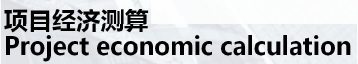 项目经济测算
Project economic calculation